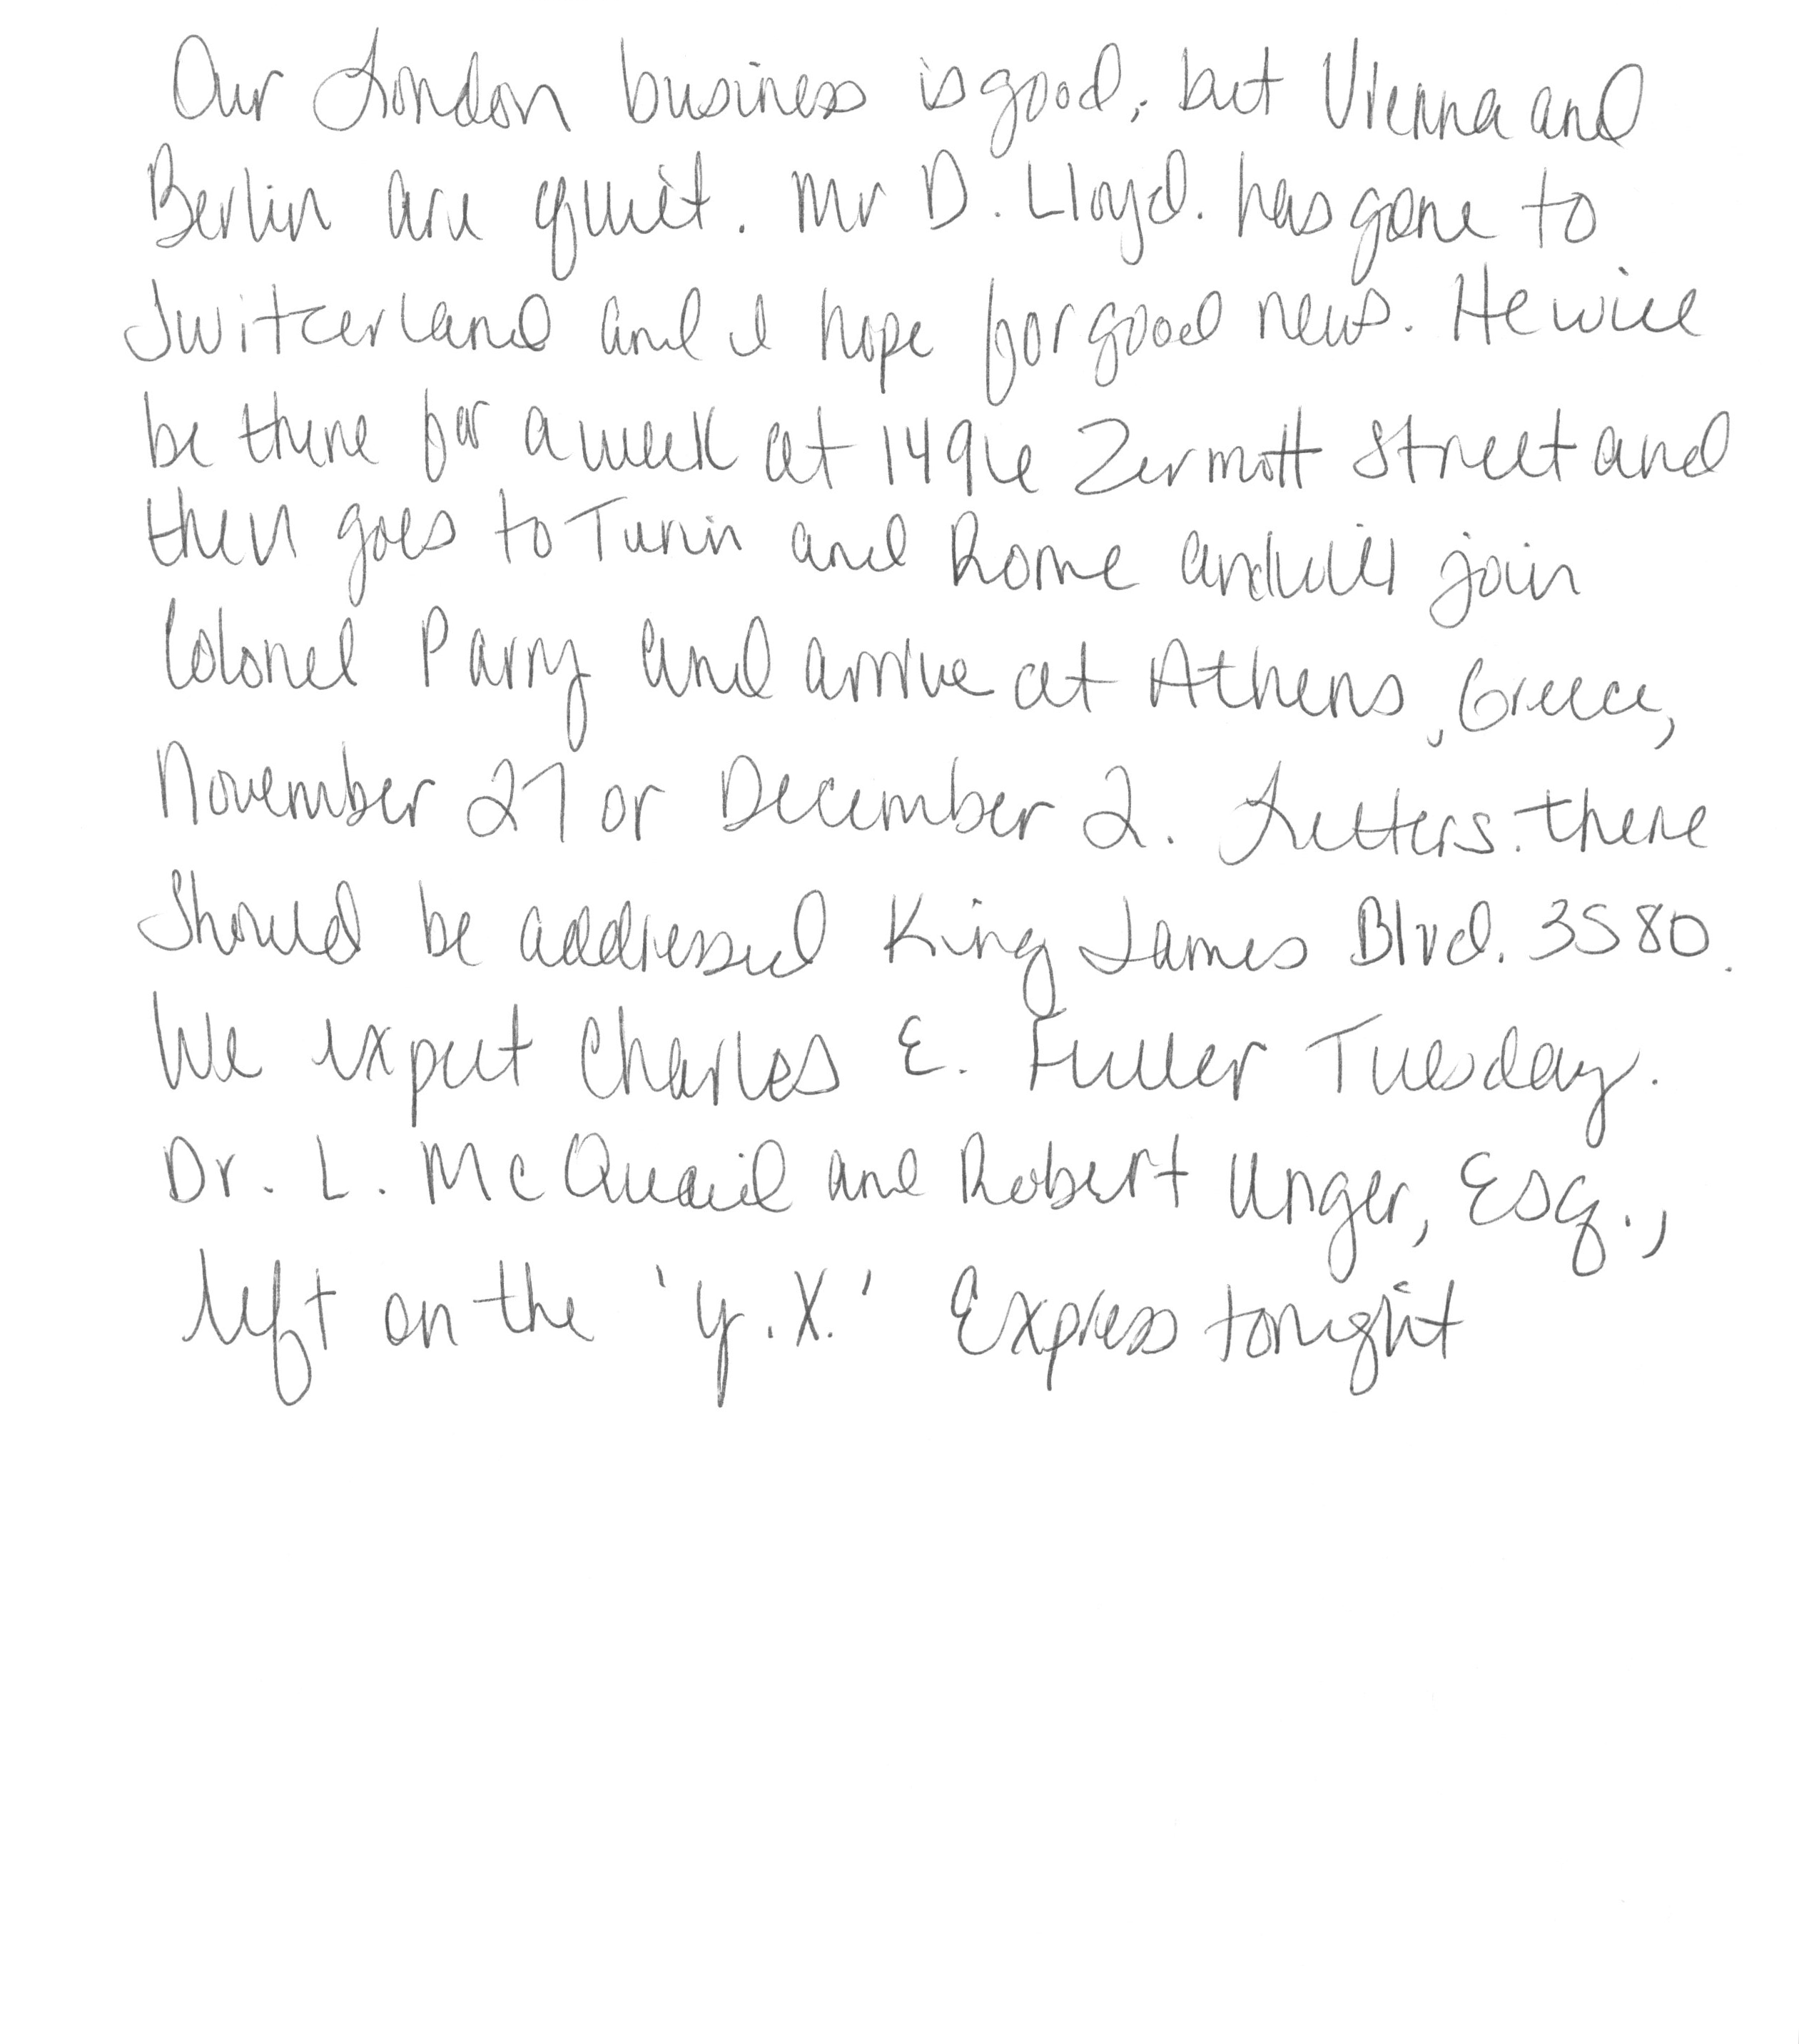 Our London business is good, but Vienna and
Berlin are quiet. Mr D. Lloyd. has gone to
Switzerland and I hope for good news. He will
be there for a week at 1496 Zermott Street and
then goes to Turin and Rome and will join
Colonel Parry and arrive at Athens, Greece,
November 27 or December 2. Letters. there
Should be addressed King James Blvd. 3580.
We expect Charles E. Fuller Tuesday.
Dr. L. McQuaid and Robert Unger, Esq.,
left on the 'Y.X.' Express tonight